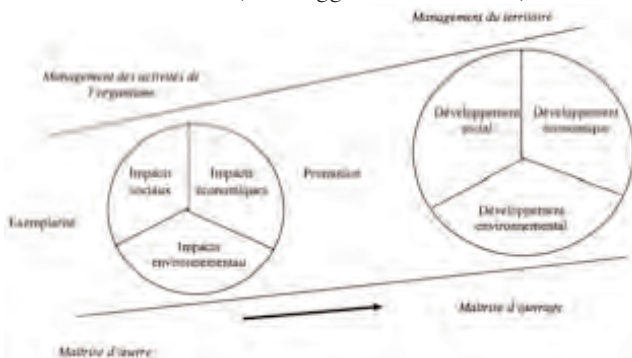 Management du territoire
Management des activités de
l'organisme
Développement
social
Développement
économique
Impacts
sociaux
Impacts
économiques
Promotion
Exemplarité
Impacts
environnementau
Développement
environnemental
Maîtrise d'ouvrage
Maîtrise d'œuvre